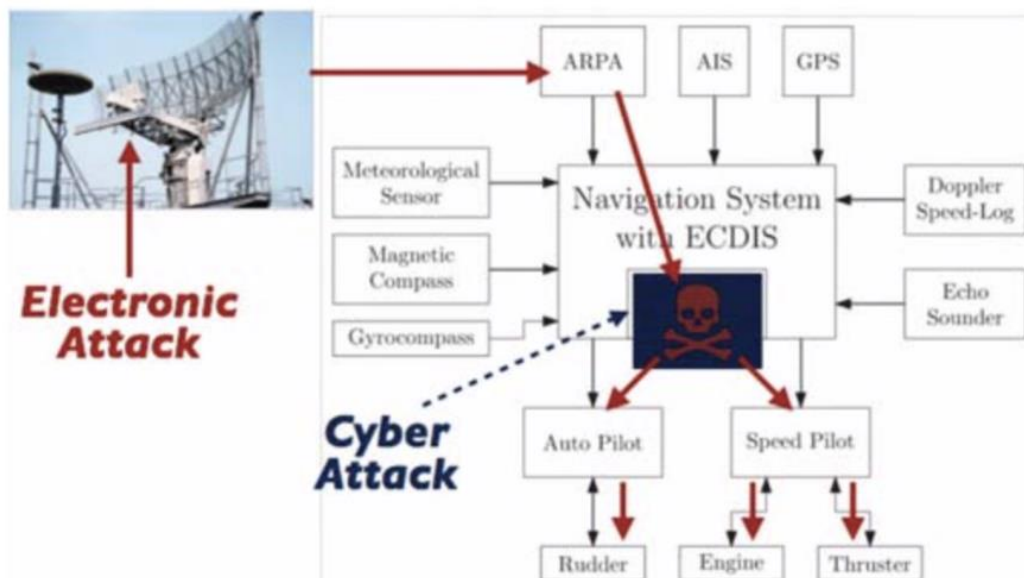 ARPA
AIS
GPS
Meteorological
Sensor
Navigation System
with ECDIS
Doppler
Speed-Log
Magnetic
Compass
Echo
Sounder
Gyrocompass
Electronic
Attack
Cyber
Attack
Auto Pilot
Speed Pilot
Rudder
Engine
Thruster